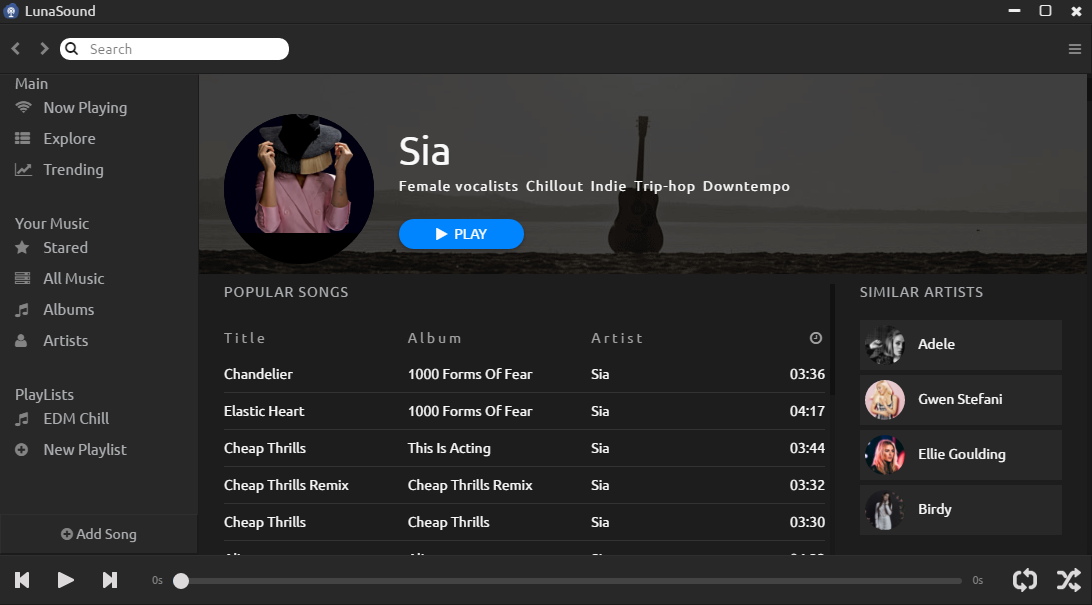 LunaSound
Search
Main
Now Playing
Explore
Trending
Your Music
Stared
All Music
Albums
Artists
PlayLists
EDM Chill
New Playlist
Add Song
Sia
Female vocalists Chillout Indie Trip-hop Downtempo
PLAY
POPULAR SONGS
Title Album Artist
Chandelier 1000 Forms Of Fear Sia 03:36
Elastic Heart 1000 Forms Of Fear Sia 04:17
Cheap Thrills This Is Acting Sia 03:44
Cheap Thrills Remix Cheap Thrills Remix Sia 03:32
Cheap Thrills Cheap Thrills Sia 03:30
SIMILAR ARTISTS
Adele
Gwen Stefani
Ellie Goulding
Birdy
0s 0s